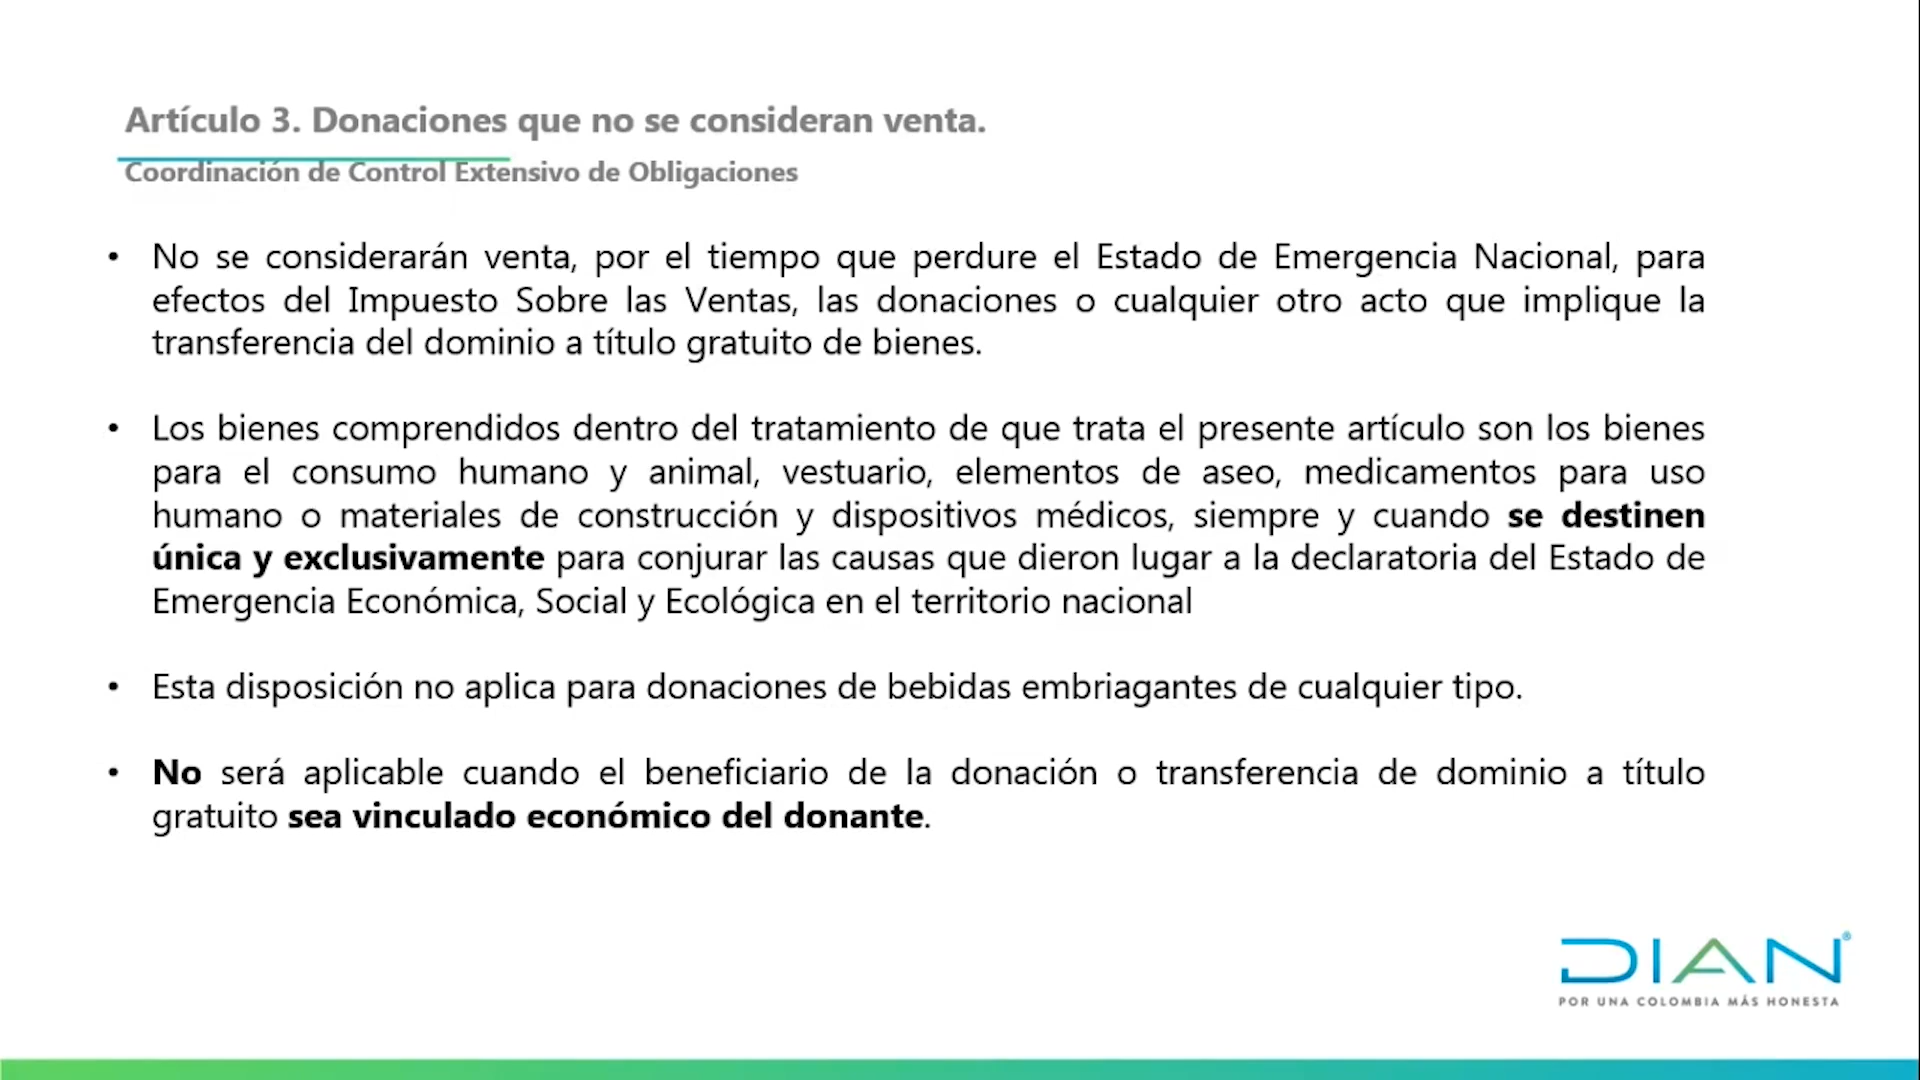 Artículo 3. Donaciones que no se consideran venta.
Coordinación de Control Extensivo de Obligaciones
• No se considerarán venta, por el tiempo que perdure el Estado de Emergencia Nacional, para
efectos del Impuesto Sobre las Ventas, las donaciones o cualquier otro acto que implique la
transferencia del dominio a título gratuito de bienes.
• Los bienes comprendidos dentro del tratamiento de que trata el presente artículo son los bienes
para el consumo humano y animal, vestuario, elementos de aseo, medicamentos para uso
humano o materiales de construcción y dispositivos médicos, siempre y cuando se destinen
única y exclusivamente para conjurar las causas que dieron lugar a la declaratoria del Estado de
Emergencia Económica, Social y Ecológica en el territorio nacional
• Esta disposición no aplica para donaciones de bebidas embriagantes de cualquier tipo.
• No será aplicable cuando el beneficiario de la donación o transferencia de dominio a título
gratuito sea vinculado económico del donante.
DIAN®
POR UNA COLOMBIA MÁS HONESTA